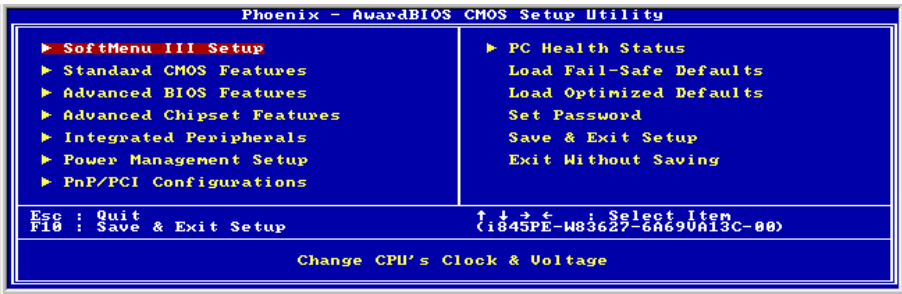 Phoenix - AwardBIOS CMOS Setup Utility
► SoftMenu III Setup
► Standard CMOS Features
► Advanced BIOS Features
► Advanced Chipset Features
► Integrated Peripherals
► Power Management Setup
► PnP/PCI Configurations
► PC Health Status
Load Fail-Safe Defaults
Load Optimized Defaults
Set Password
Save & Exit Setup
Exit Without Saving
Esc : Quit
F10 : Save & Exit Setup
↑ ↓ → ← : Select Item
(i845PE-W83627-6A69VA13C-00)
Change CPU's Clock & Voltage